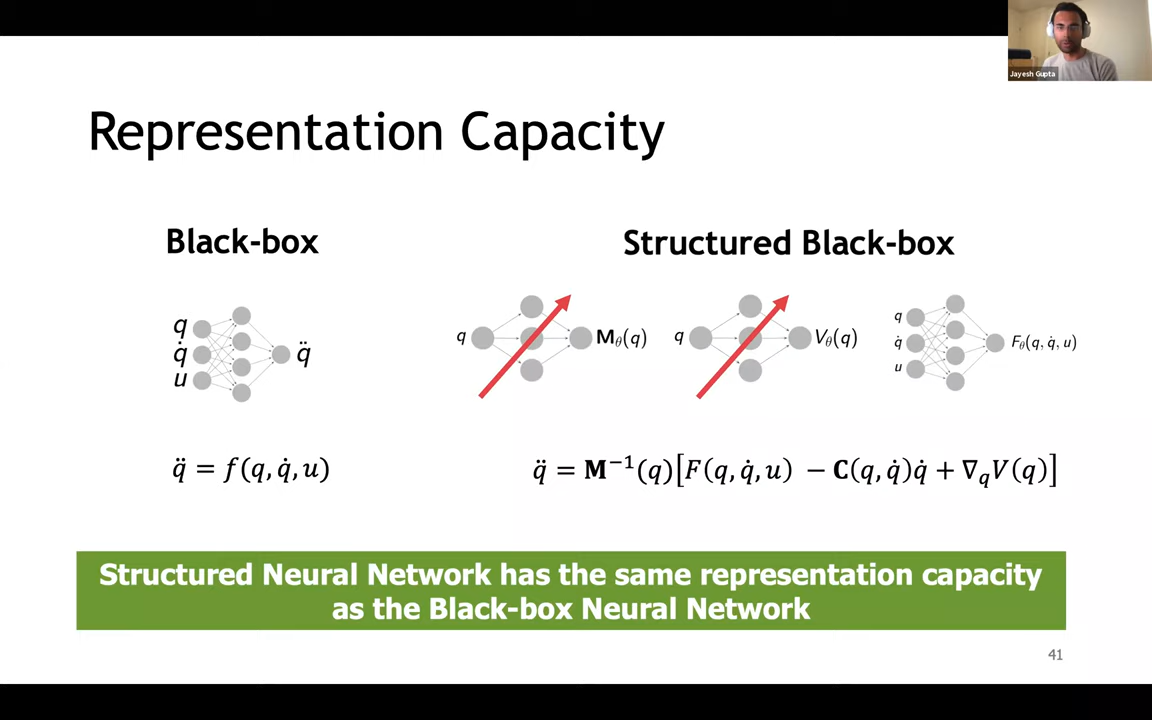 Jayesh Gupta
Representation Capacity
Black-box
Structured Black-box
q
q̇
u
q̈
q
M_θ(q)
q
V_θ(q)
q
q̇
u
F_θ(q, q̇, u)
q̈ = f(q, q̇, u)
q̈ = M⁻¹(q)[F(q, q̇, u) − C(q, q̇)q̇ + ∇_qV(q)]
Structured Neural Network has the same representation capacity
as the Black-box Neural Network
41